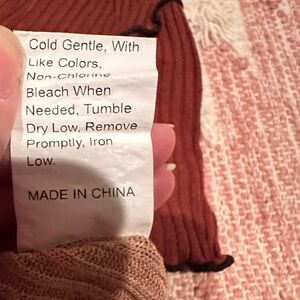 Cold Gentle, With
Like Colors,
Non-Chlorine
Bleach When
Needed, Tumble
Dry Low, Remove
Promptly, Iron
Low.
MADE IN CHINA